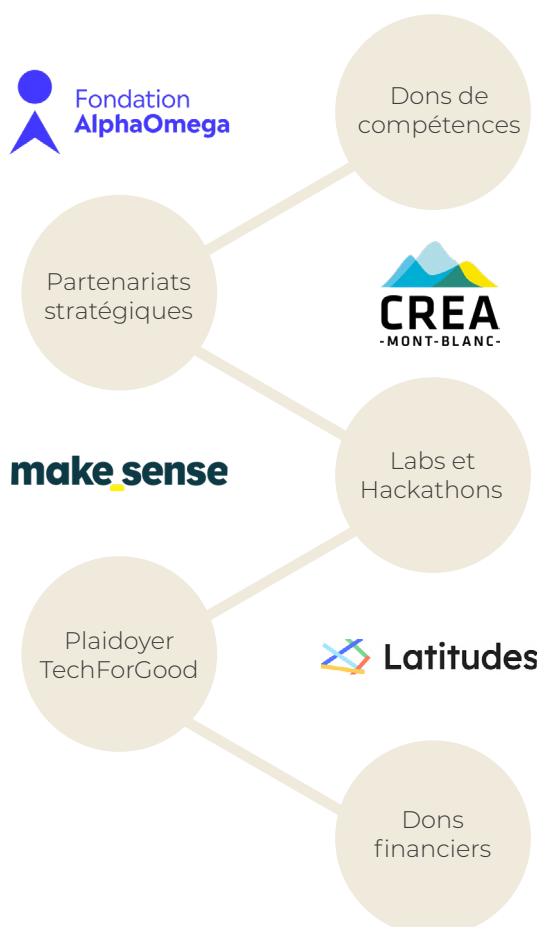 Dons de
compétences
Fondation
AlphaOmega
Partenariats
stratégiques
CREA
-MONT-BLANC-
Labs et
Hackathons
make_sense
Plaidoyer
TechForGood
Latitudes
Dons
financiers